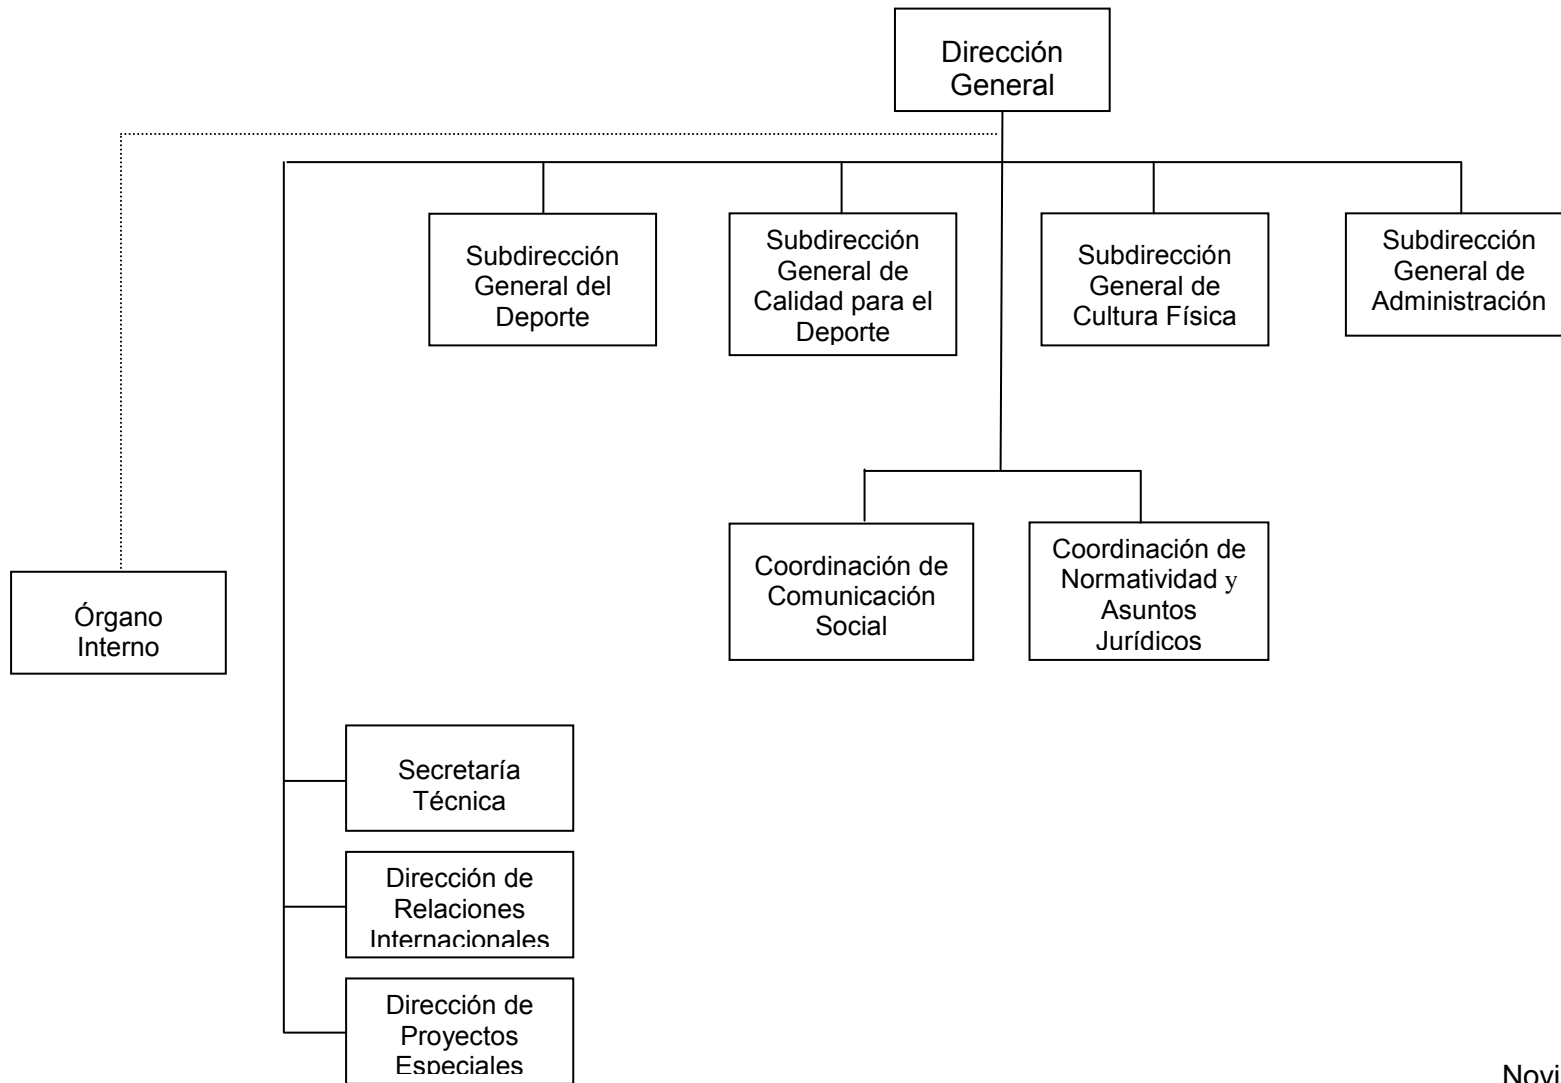 Dirección
General
Subdirección
General del
Deporte
Subdirección
General de
Calidad para el
Deporte
Subdirección
General de
Cultura Física
Subdirección
General de
Administración
Coordinación de
Comunicación
Social
Coordinación de
Normatividad y
Asuntos
Jurídicos
Órgano
Interno
Secretaría
Técnica
Dirección de
Relaciones
Internacionales
Dirección de
Proyectos
Especiales
Novi